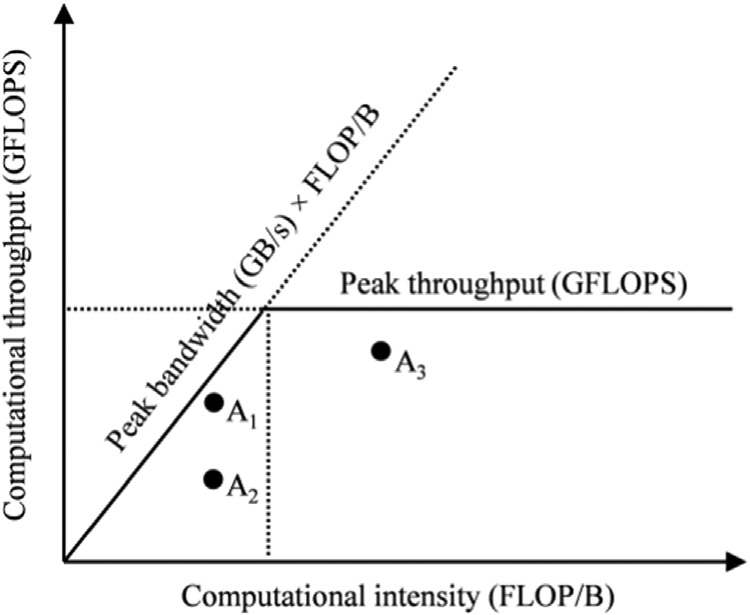 Computational throughput (GFLOPS)
Peak bandwidth (GB/s) × FLOP/B
Peak throughput (GFLOPS)
A3
A1
A2
Computational intensity (FLOP/B)